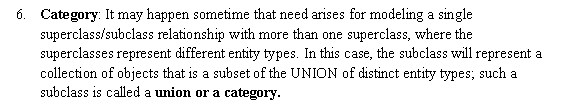 6. Category: It may happen sometime that need arises for modeling a single
superclass/subclass relationship with more than one superclass, where the
superclasses represent different entity types. In this case, the subclass will represent a
collection of objects that is a subset of the UNION of distinct entity types; such a
subclass is called a union or a category.